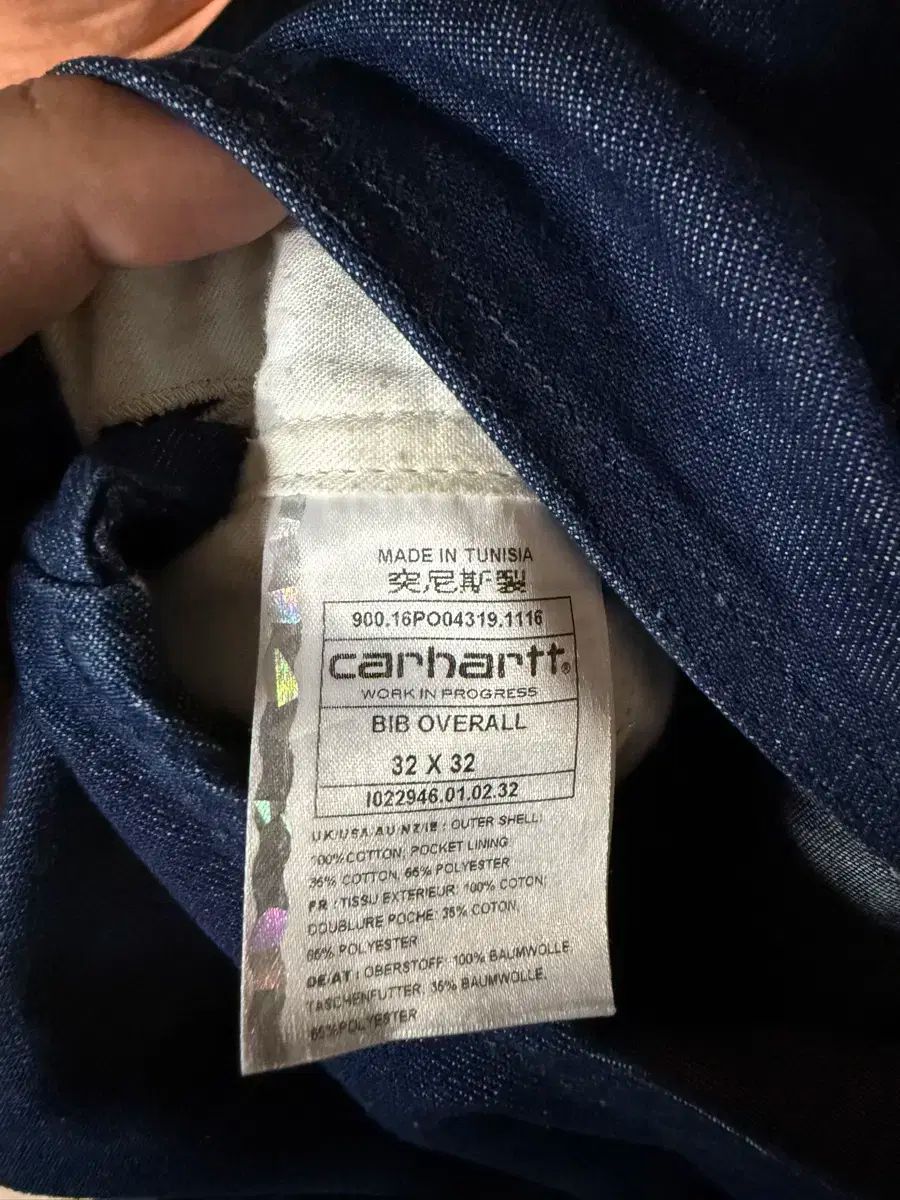 MADE IN TUNISIA
突尼斯製
900.16PO04319.1116
carhartt®
WORK IN PROGRESS
BIB OVERALL
32 X 32
I022946.01.02.32
UK/USA/AU/NZ/IE : OUTER SHELL:
100% COTTON; POCKET LINING
35% COTTON, 65% POLYESTER
FR : TISSU EXTERIEUR: 100% COTON;
DOUBLURE POCHE: 35% COTON,
65% POLYESTER
DE/AT : OBERSTOFF: 100% BAUMWOLLE
TASCHENFUTTER, 35% BAUMWOLLE,
65% POLYESTER